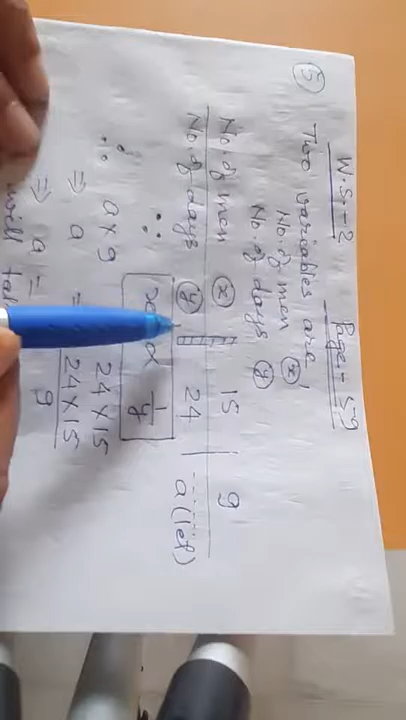 W.S.-2 Page-59
⑤ Two variables are,
No. of men ⓧ
No. of days ⓨ
No. of men ⓧ 15 9
No. of days ⓨ 24 a (let)
∵ x α 1/y
∴ a × 9 = 24 × 15
⇒ a = 24 × 15 / 9
⇒ a =
will